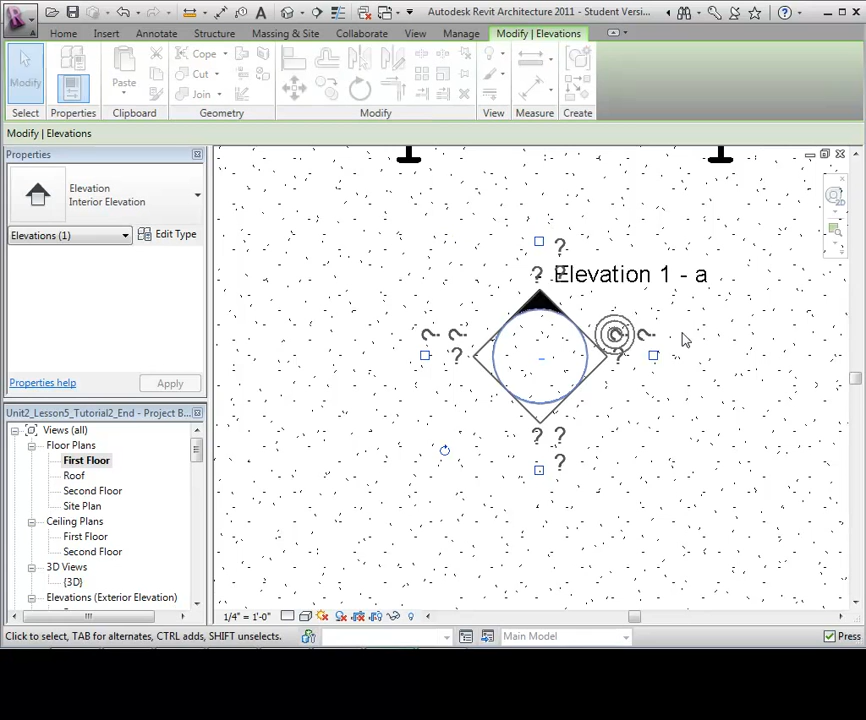 Autodesk Revit Architecture 2011 - Student Versi...
Home Insert Annotate Structure Massing & Site Collaborate View Manage Modify | Elevations
Modify
Paste
Cope
Cut
Join
Measure
Create
Select Properties Clipboard Geometry Modify View Measure Create
Modify | Elevations
Properties
Elevation
Interior Elevation
Elevations (1)
Edit Type
Properties help
Apply
Unit2_Lesson5_Tutorial2_End - Project B...
Views (all)
Floor Plans
First Floor
Roof
Second Floor
Site Plan
Ceiling Plans
First Floor
Second Floor
3D Views
{3D}
Elevations (Exterior Elevation)
?
? ?
Elevation 1 - a
? ? ? ?
? ?
? ?
?
1/4" = 1'-0"
Click to select, TAB for alternates, CTRL adds, SHIFT unselects.
Main Model
Press